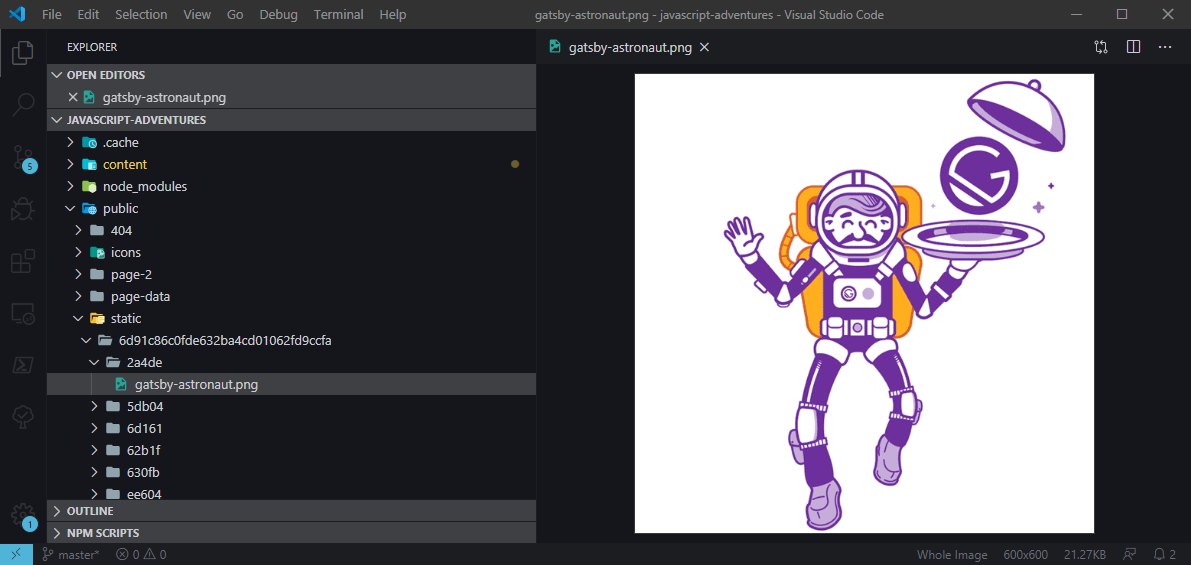 File Edit Selection View Go Debug Terminal Help gatsby-astronaut.png - javascript-adventures - Visual Studio Code
EXPLORER
OPEN EDITORS
gatsby-astronaut.png
JAVASCRIPT-ADVENTURES
.cache
content
node_modules
public
404
icons
page-2
page-data
static
6d91c86c0fde632ba4cd01062fd9ccfa
2a4de
gatsby-astronaut.png
5db04
6d161
62b1f
630fb
ee604
OUTLINE
NPM SCRIPTS
5
1
gatsby-astronaut.png
G
G
master* 0 0 Whole Image 600x600 21.27KB 2